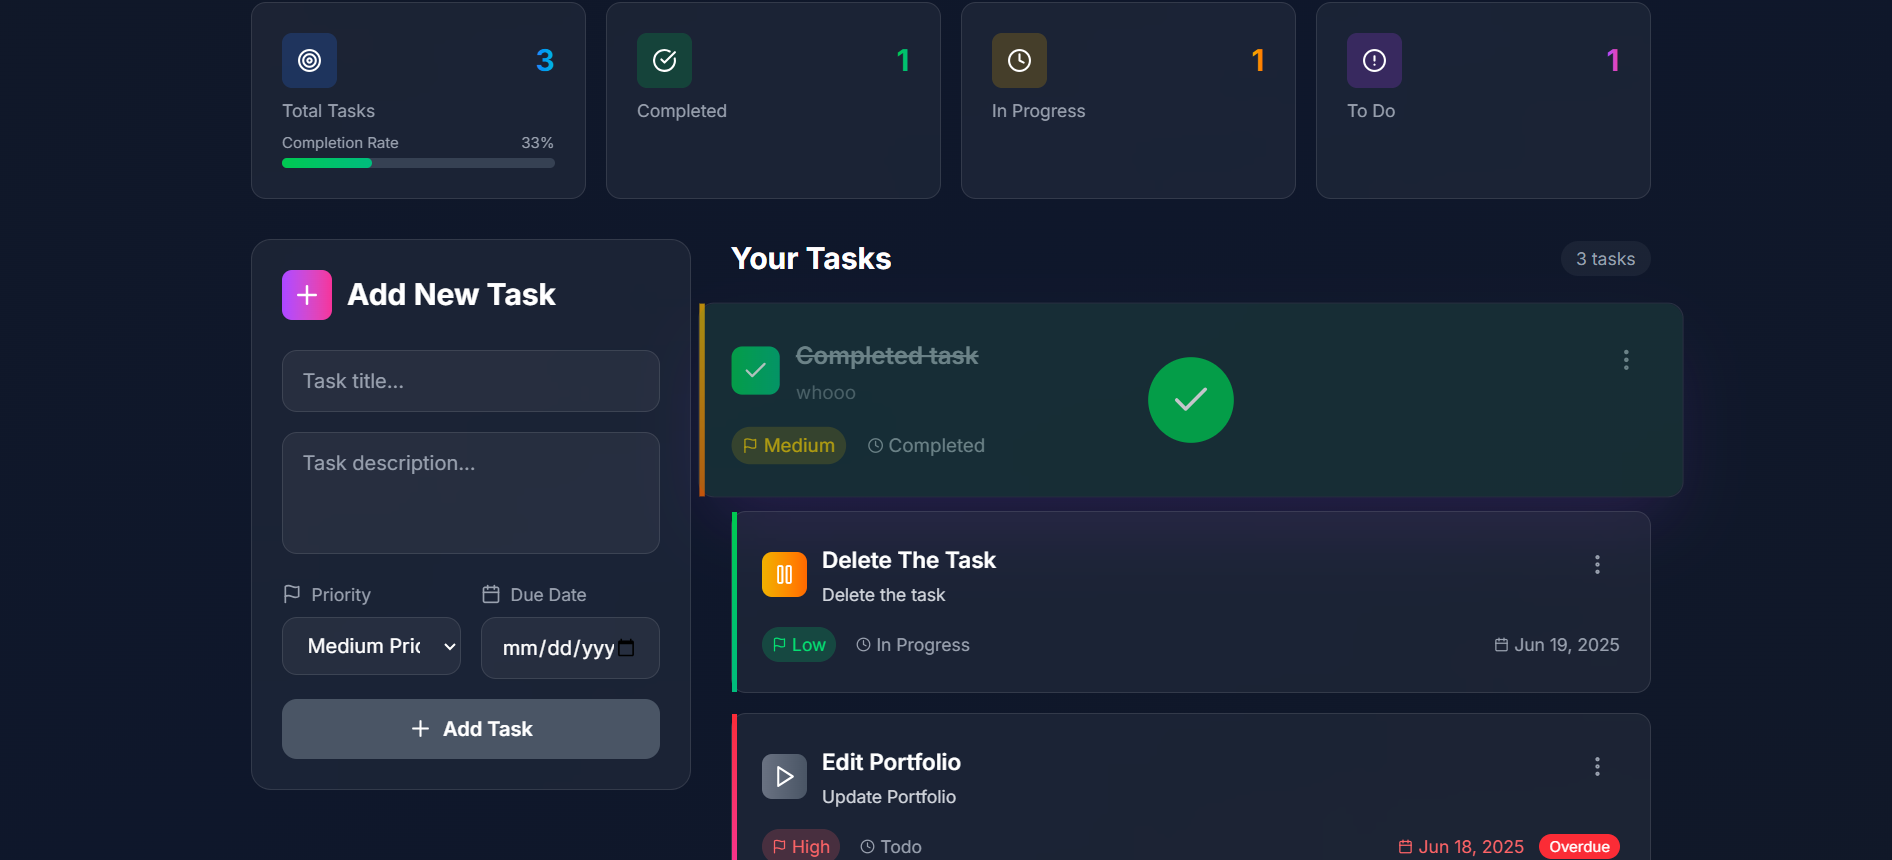 3
Total Tasks
Completion Rate 33%
1
Completed
1
In Progress
1
To Do
Add New Task
Task title...
Task description...
Priority
Due Date
Medium Pric
mm/dd/yyy
Add Task
Your Tasks
3 tasks
Completed task
whooo
Medium Completed
Delete The Task
Delete the task
Low In Progress Jun 19, 2025
Edit Portfolio
Update Portfolio
High Todo Jun 18, 2025 Overdue